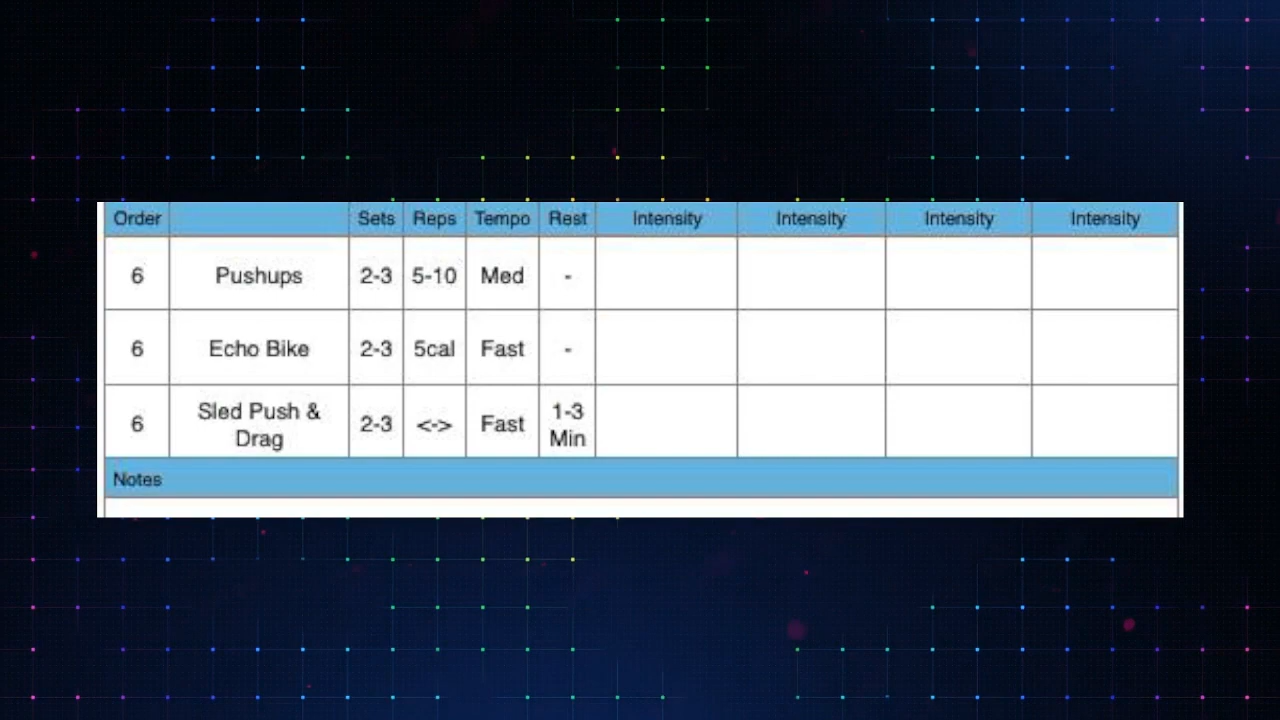 Order Sets Reps Tempo Rest Intensity Intensity Intensity Intensity
6 Pushups 2-3 5-10 Med -
6 Echo Bike 2-3 5cal Fast -
6 Sled Push & Drag 2-3 <-> Fast 1-3 Min
Notes